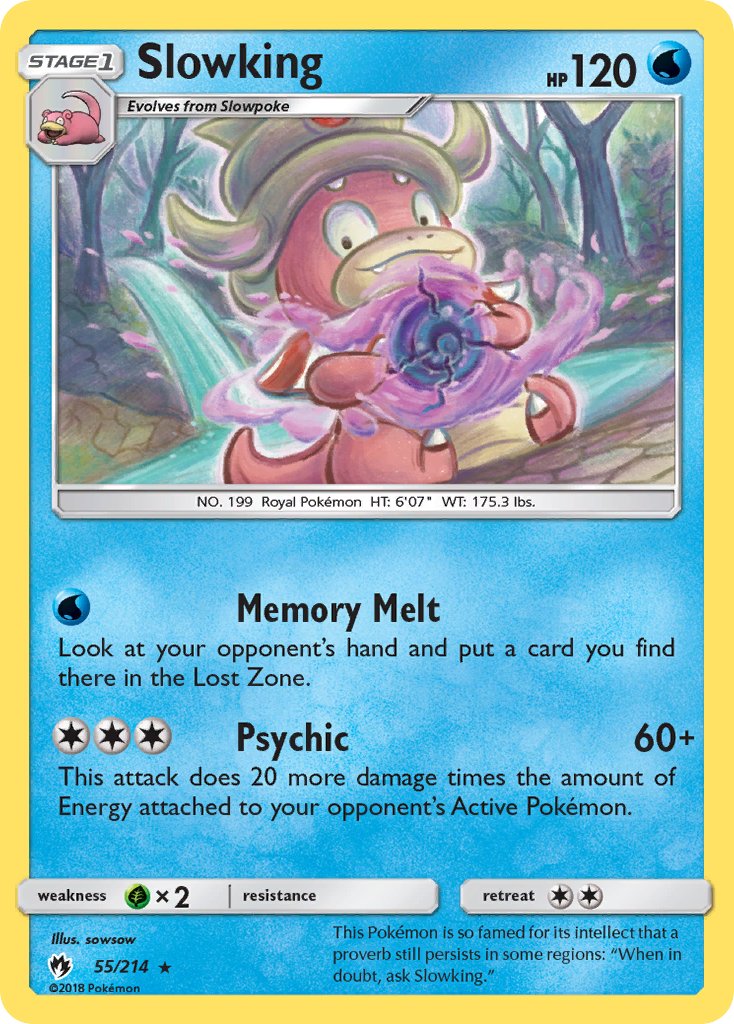 STAGE1
Slowking
HP 120
Evolves from Slowpoke
NO. 199 Royal Pokémon HT: 6'07" WT: 175.3 lbs.
Memory Melt
Look at your opponent's hand and put a card you find
there in the Lost Zone.
Psychic 60+
This attack does 20 more damage times the amount of
Energy attached to your opponent's Active Pokémon.
weakness ×2 resistance retreat
Illus. sowsow
55/214 ★
©2018 Pokémon
This Pokémon is so famed for its intellect that a
proverb still persists in some regions: "When in
doubt, ask Slowking."